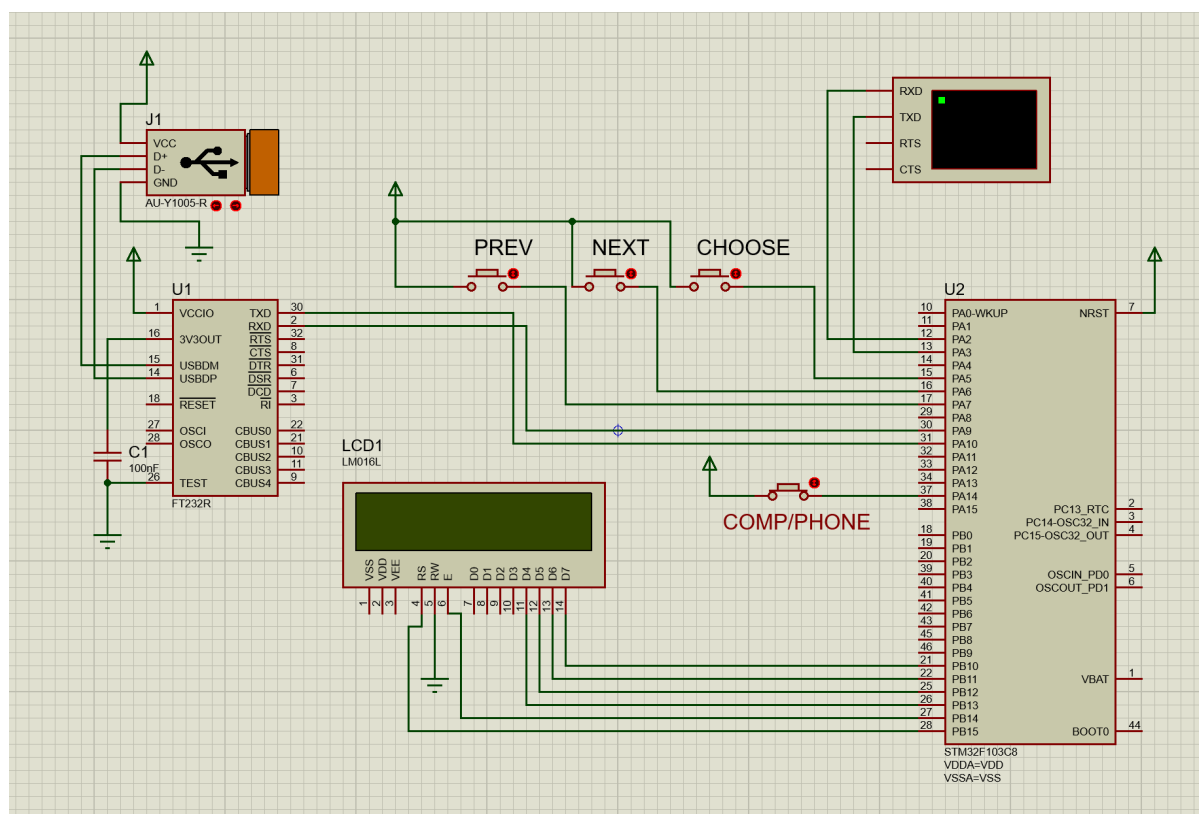 J1
VCC
D+
D-
GND
AU-Y1005-R
RXD
TXD
RTS
CTS
PREV
NEXT
CHOOSE
U1
1
VCCIO
16
3V3OUT
15
USBDM
14
USBDP
18
RESET
27
OSCI
28
OSCO
26
TEST
TXD
30
RXD
2
RTS
32
CTS
8
DTR
31
DSR
6
DCD
7
RI
3
CBUS0
22
CBUS1
21
CBUS2
10
CBUS3
11
CBUS4
9
FT232R
C1
100nF
LCD1
LM016L
VSS
VDD
VEE
RS
RW
E
D0
D1
D2
D3
D4
D5
D6
D7
1
2
3
4
5
6
7
8
9
10
11
12
13
14
COMP/PHONE
U2
10
PA0-WKUP
11
PA1
12
PA2
13
PA3
14
PA4
15
PA5
16
PA6
17
PA7
29
PA8
30
PA9
31
PA10
32
PA11
33
PA12
34
PA13
37
PA14
38
PA15
18
PB0
19
PB1
20
PB2
39
PB3
40
PB4
41
PB5
42
PB6
43
PB7
45
PB8
46
PB9
21
PB10
22
PB11
25
PB12
26
PB13
27
PB14
28
PB15
NRST
7
PC13_RTC
2
PC14-OSC32_IN
3
PC15-OSC32_OUT
4
OSCIN_PD0
5
OSCOUT_PD1
6
VBAT
1
BOOT0
44
STM32F103C8
VDDA=VDD
VSSA=VSS